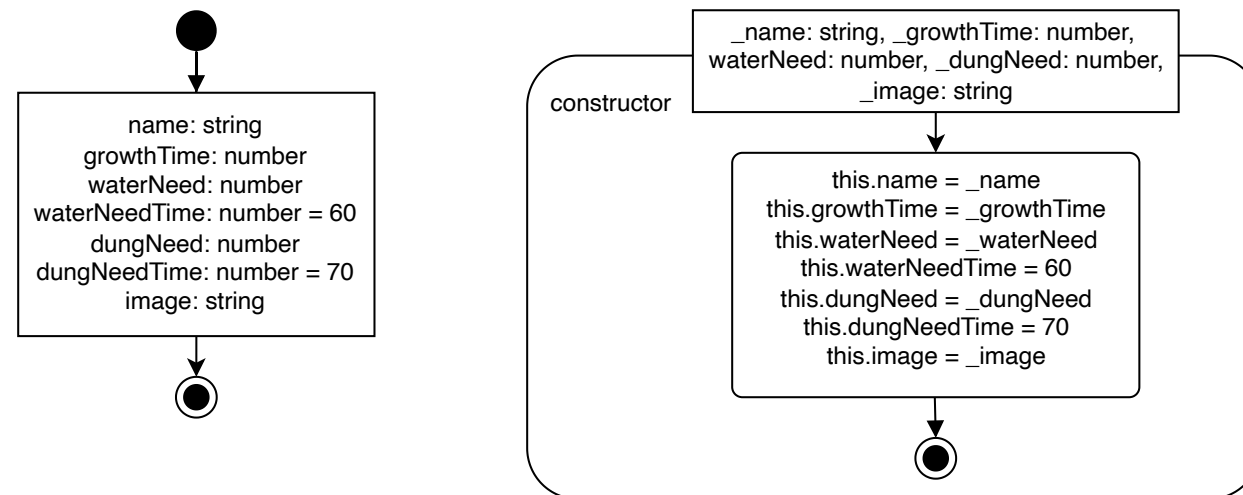 name: string
growthTime: number
waterNeed: number
waterNeedTime: number = 60
dungNeed: number
dungNeedTime: number = 70
image: string
_name: string, _growthTime: number,
waterNeed: number, _dungNeed: number,
_image: string
constructor
this.name = _name
this.growthTime = _growthTime
this.waterNeed = _waterNeed
this.waterNeedTime = 60
this.dungNeed = _dungNeed
this.dungNeedTime = 70
this.image = _image